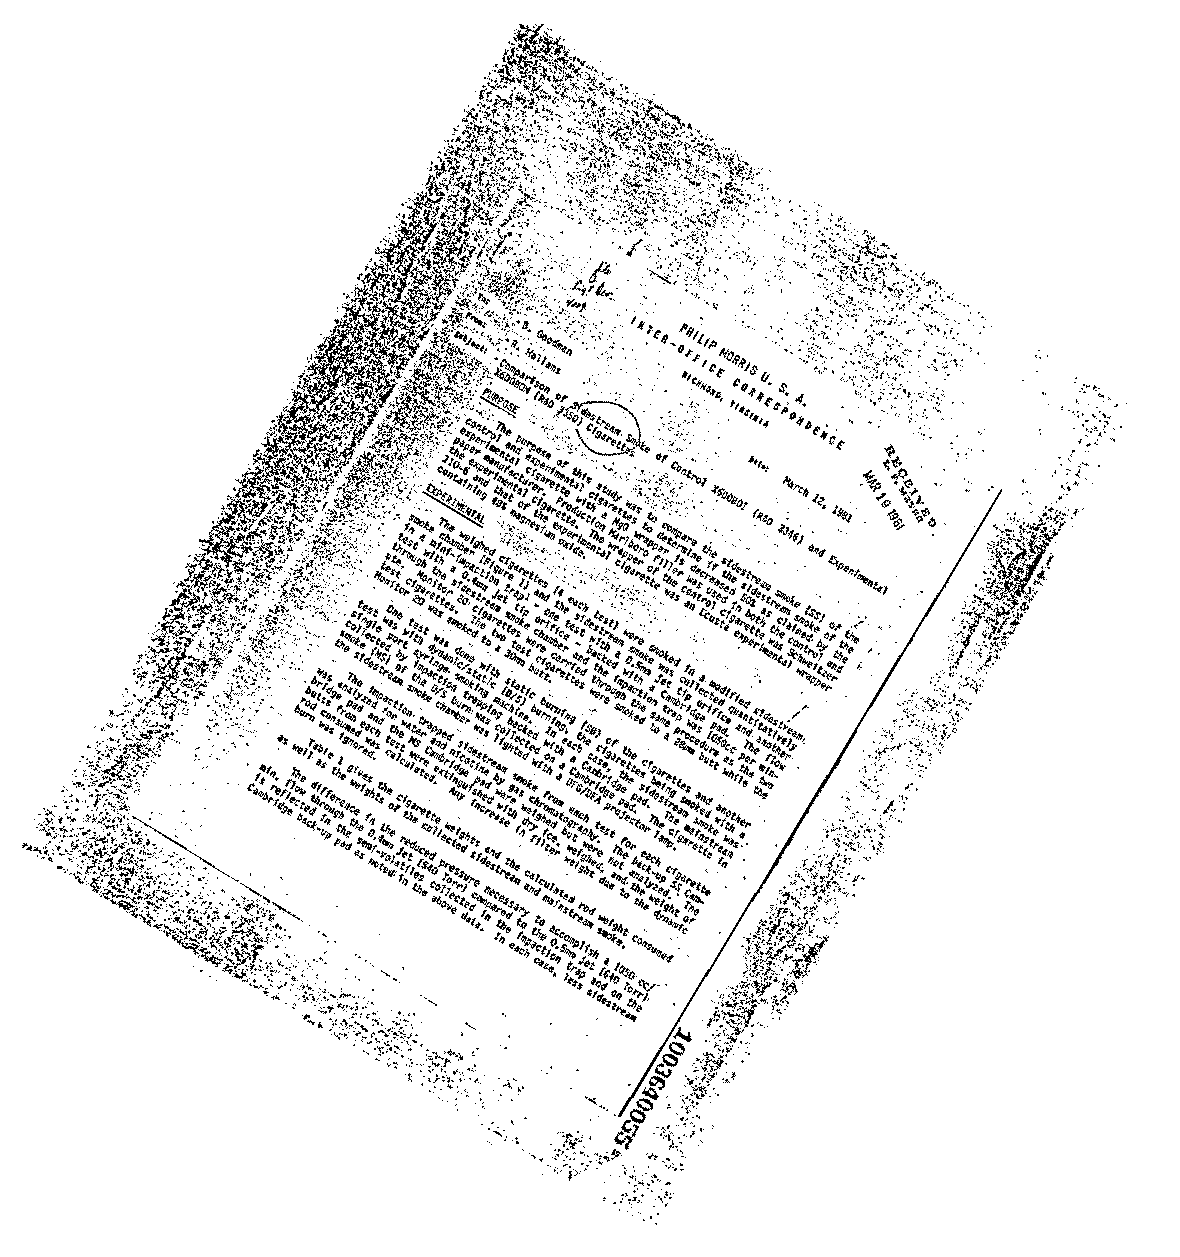 PHILIP MORRIS U. S. A.
INTER-OFFICE CORRESPONDENCE
RICHMOND, VIRGINIA
To: B. Goodman
Date: March 12, 1981
From: R. Hellams
Subject: Comparison of Sidestream Smoke of Control X6D0BOI (RSD 2346) and Experimental
(RSD Cigarettes
RECEIVED
MAR 19 1981
PURPOSE
The purpose of this study was to compare the sidestream smoke (SS) of the
control and experimental cigarettes to determine if the sidestream smoke of the
experimental cigarette with a MgO wrapper is decreased 50% as claimed by the
paper manufacturer. Production Marlboro filler was used in both the control and
the experimental cigarette. The wrapper of the control cigarette was Schweitzer
and that of the experimental cigarette was an Ecusta experimental wrapper
containing magnesium oxide.
EXPERIMENTAL
The weighed cigarettes (4 each test) were smoked in a modified sidestream
smoke chamber (Figure 1) and the sidestream smoke was collected quantitatively
in a mini-impaction trap - one test with a 0.5mm jet tip orifice and another
test with a 0.4mm jet tip orifice - backed with a Cambridge pad. The flow
through the sidestream smoke chamber and the impaction trap was 1050cc per min-
ute. Monitor 20 cigarettes were carried through the same procedure as the two
test cigarettes. The two test cigarettes were smoked to a 28mm butt while the
Monitor 20 was smoked to a butt.
One test was done with static burning (SB) of the cigarettes and another
test was with dynamic/static (D/S) burning, the cigarettes being smoked with a
single port syringe smoking machine. In each case, the sidestream smoke was
collected by impaction trapping backed with a Cambridge pad. The mainstream
smoke (MS) of the D/S burn was collected on a Cambridge pad. The cigarette in
the sidestream smoke chamber was lighted with a DFG/DFA projector lamp.
The impaction-trapped sidestream smoke from each test for each cigarette
was analyzed for water and nicotine by gas chromatography. The back-up SS Cam-
bridge pad and the MS Cambridge pad were weighed but were not analyzed. The
butts from each test were extinguished with dry ice, weighed, and the weight of
rod consumed was calculated. Any increase in filter weight due to the dynamic
burn was ignored.
Table 1 gives the cigarette weights and the calculated rod weight consumed
as well as the weights of the collected sidestream and mainstream smoke.
The difference in the reduced pressure necessary to accomplish a 1050 cc/
min. flow through the 0.4mm jet (540 Torr) compared to the 0.5mm jet (640 Torr)
is reflected in the semi-volatiles collected in the impaction trap and on the
Cambridge back-up pad as noted in the above data. In each case, less sidestream
1003640055